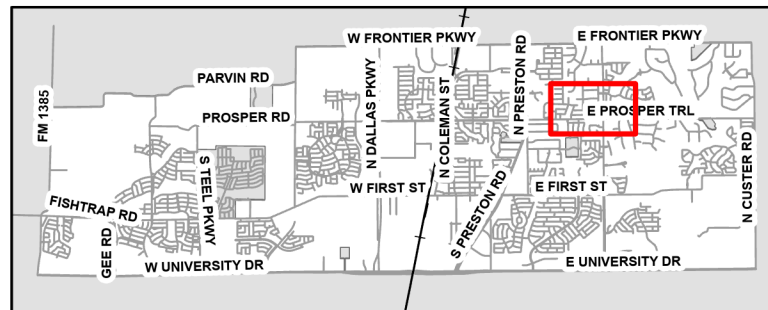 W FRONTIER PKWY
E FRONTIER PKWY
PARVIN RD
FM 1385
PROSPER RD
N DALLAS PKWY
N COLEMAN ST
N PRESTON RD
E PROSPER TRL
S STEEL PKWY
W FIRST ST
S PRESTON RD
E FIRST ST
N CUSTER RD
FISHTRAP RD
GEE RD
W UNIVERSITY DR
E UNIVERSITY DR